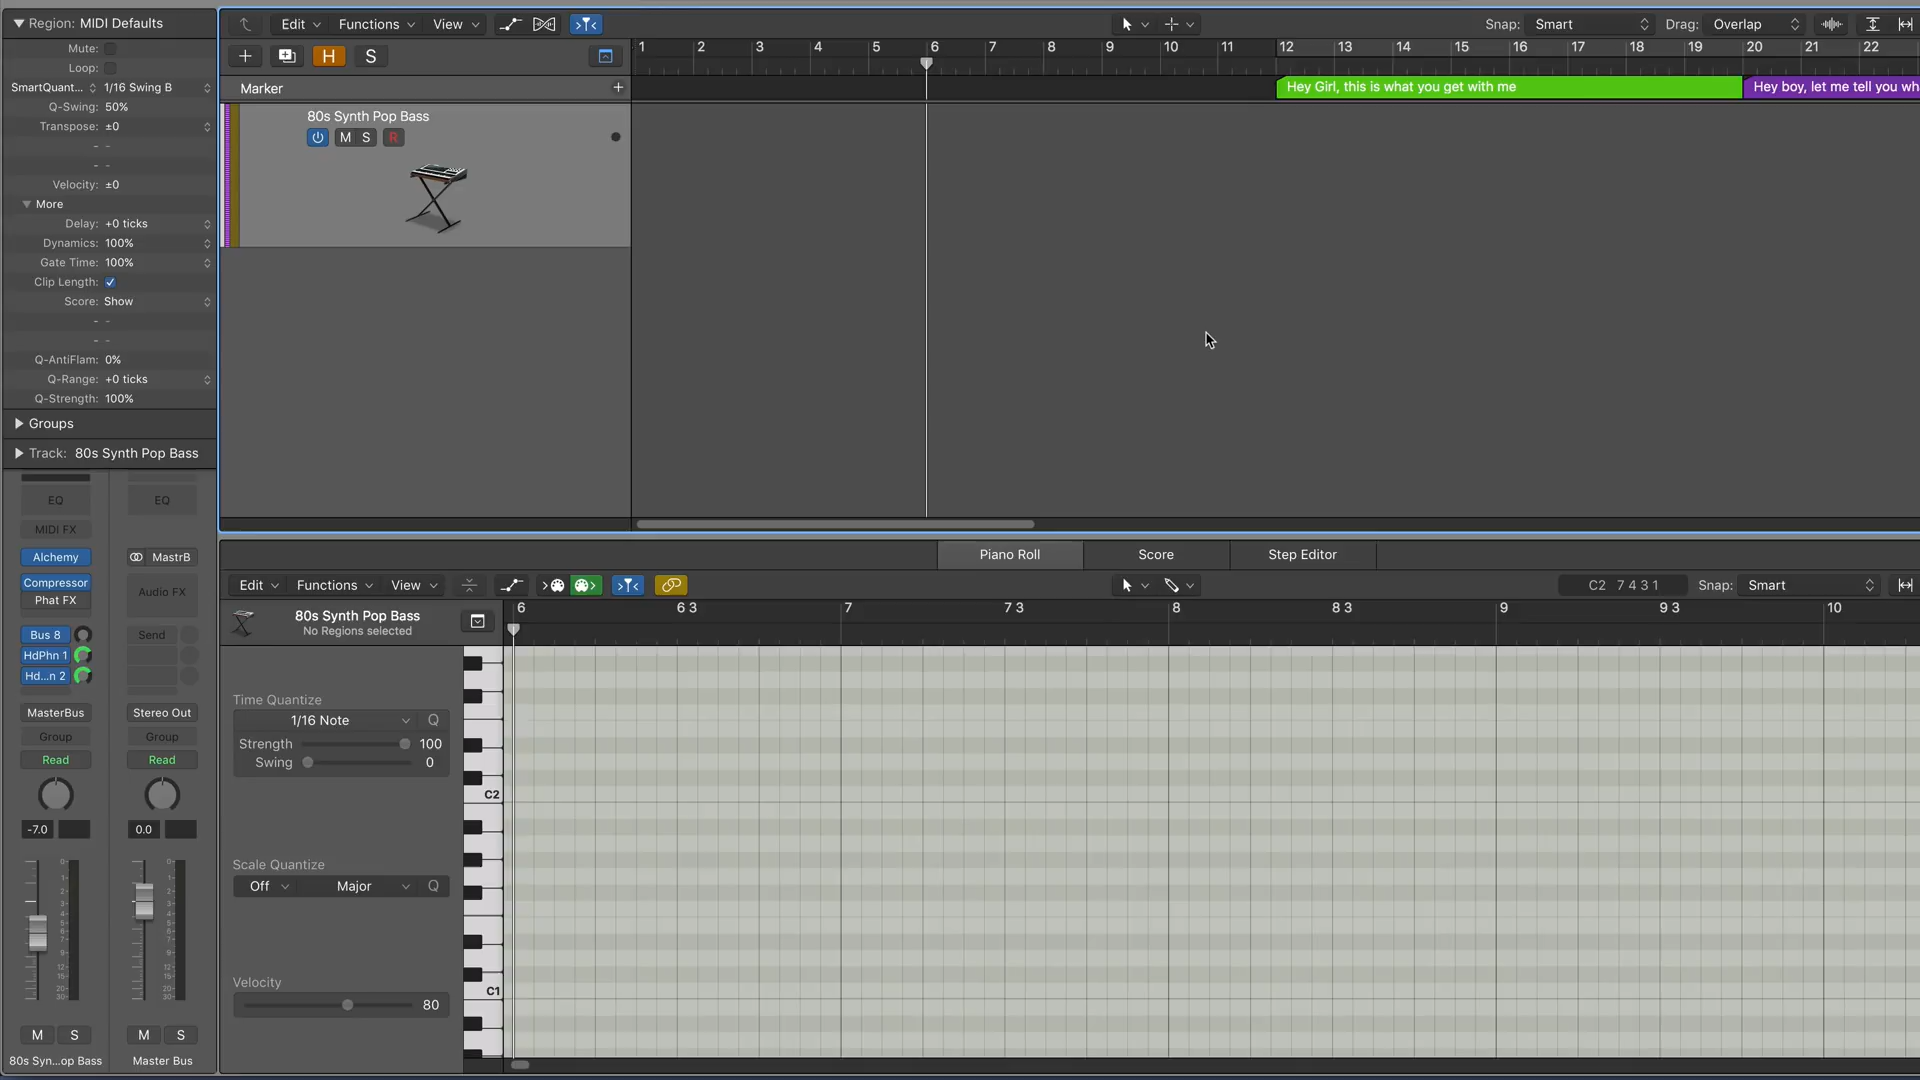 Region: MIDI Defaults
Mute:
Loop:
SmartQuant... 1/16 Swing B
Q-Swing: 50%
Transpose: ±0
- -
- -
Velocity: ±0
More
Delay: +0 ticks
Dynamics: 100%
Gate Time: 100%
Clip Length:
Score: Show
- -
- -
Q-AntiFlam: 0%
Q-Range: +0 ticks
Q-Strength: 100%
Groups
Track: 80s Synth Pop Bass
EQ EQ
MIDI FX
Alchemy MastrB
Compressor
Phat FX Audio FX
Bus 8 Send
HdPhn 1
Hd...n 2
MasterBus Stereo Out
Group Group
Read Read
-7.0 0.0
M S M S
80s Syn...op Bass Master Bus
Edit Functions View Snap: Smart Drag: Overlap
H S
1 2 3 4 5 6 7 8 9 10 11 12 13 14 15 16 17 18 19 20 21 22
Marker + Hey Girl, this is what you get with me Hey boy, let me tell you wh
80s Synth Pop Bass
M S R
Piano Roll Score Step Editor
Edit Functions View C2 7 4 3 1 Snap: Smart
80s Synth Pop Bass
No Regions selected
6 6 3 7 7 3 8 8 3 9 9 3 10
Time Quantize
1/16 Note Q
Strength 100
Swing 0
C2
Scale Quantize
Off Major Q
Velocity
80
C1